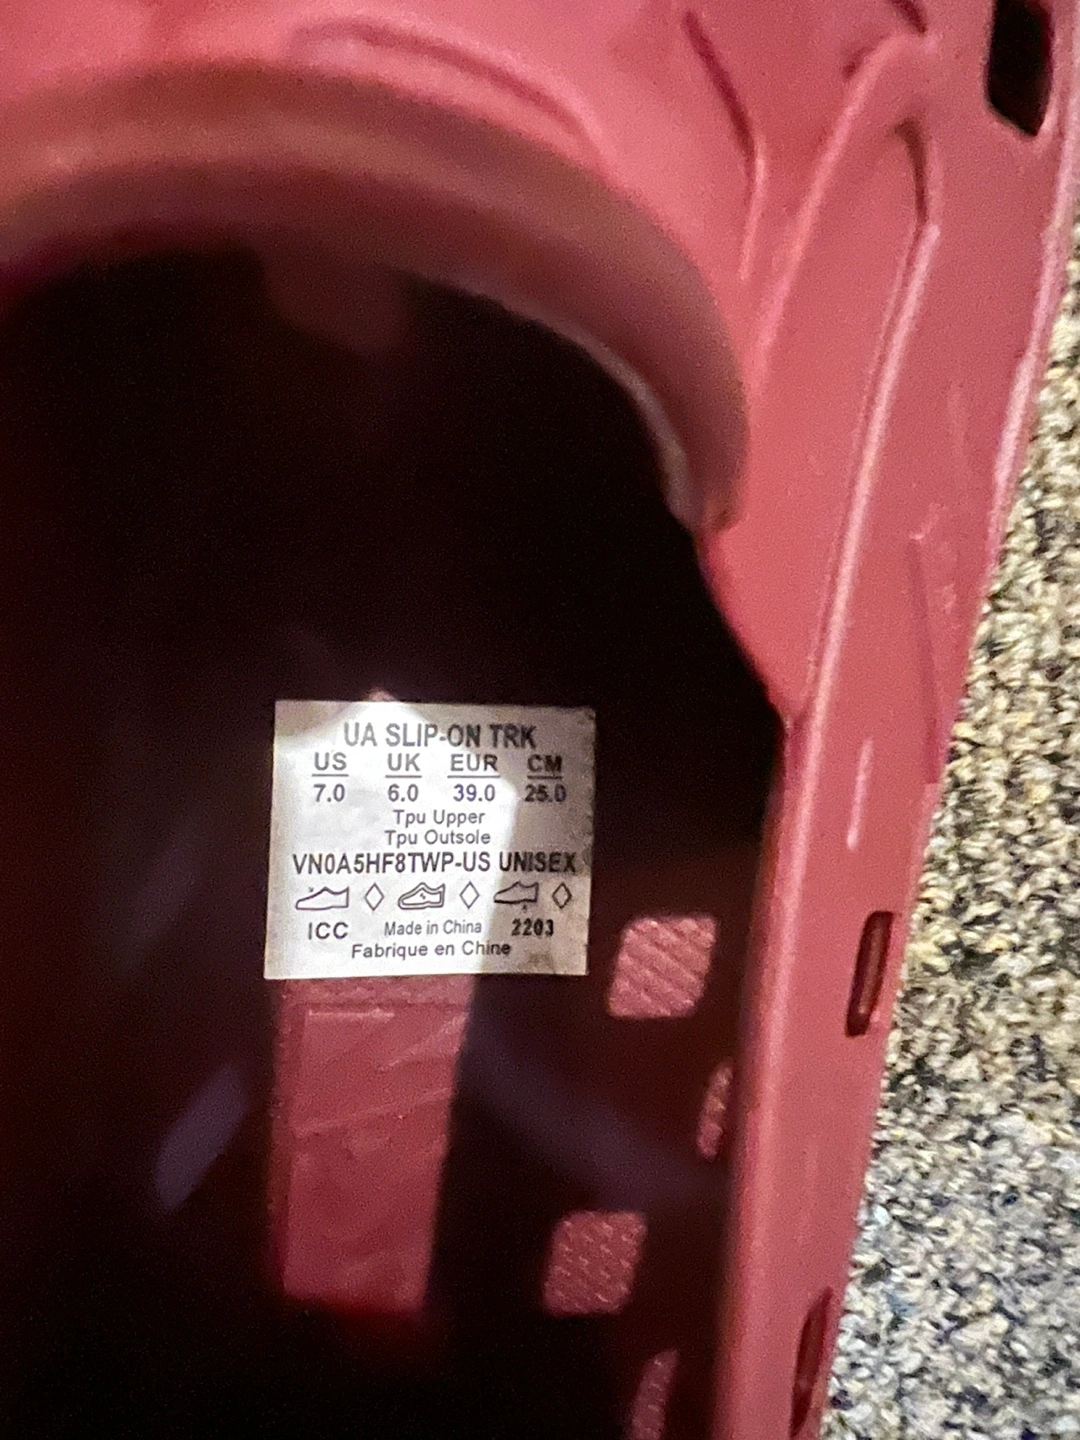 UA SLIP-ON TRK
US UK EUR CM
7.0 6.0 39.0 25.0
Tpu Upper
Tpu Outsole
VN0A5HF8TWP-US UNISEX
ICC Made in China 2203
Fabrique en Chine